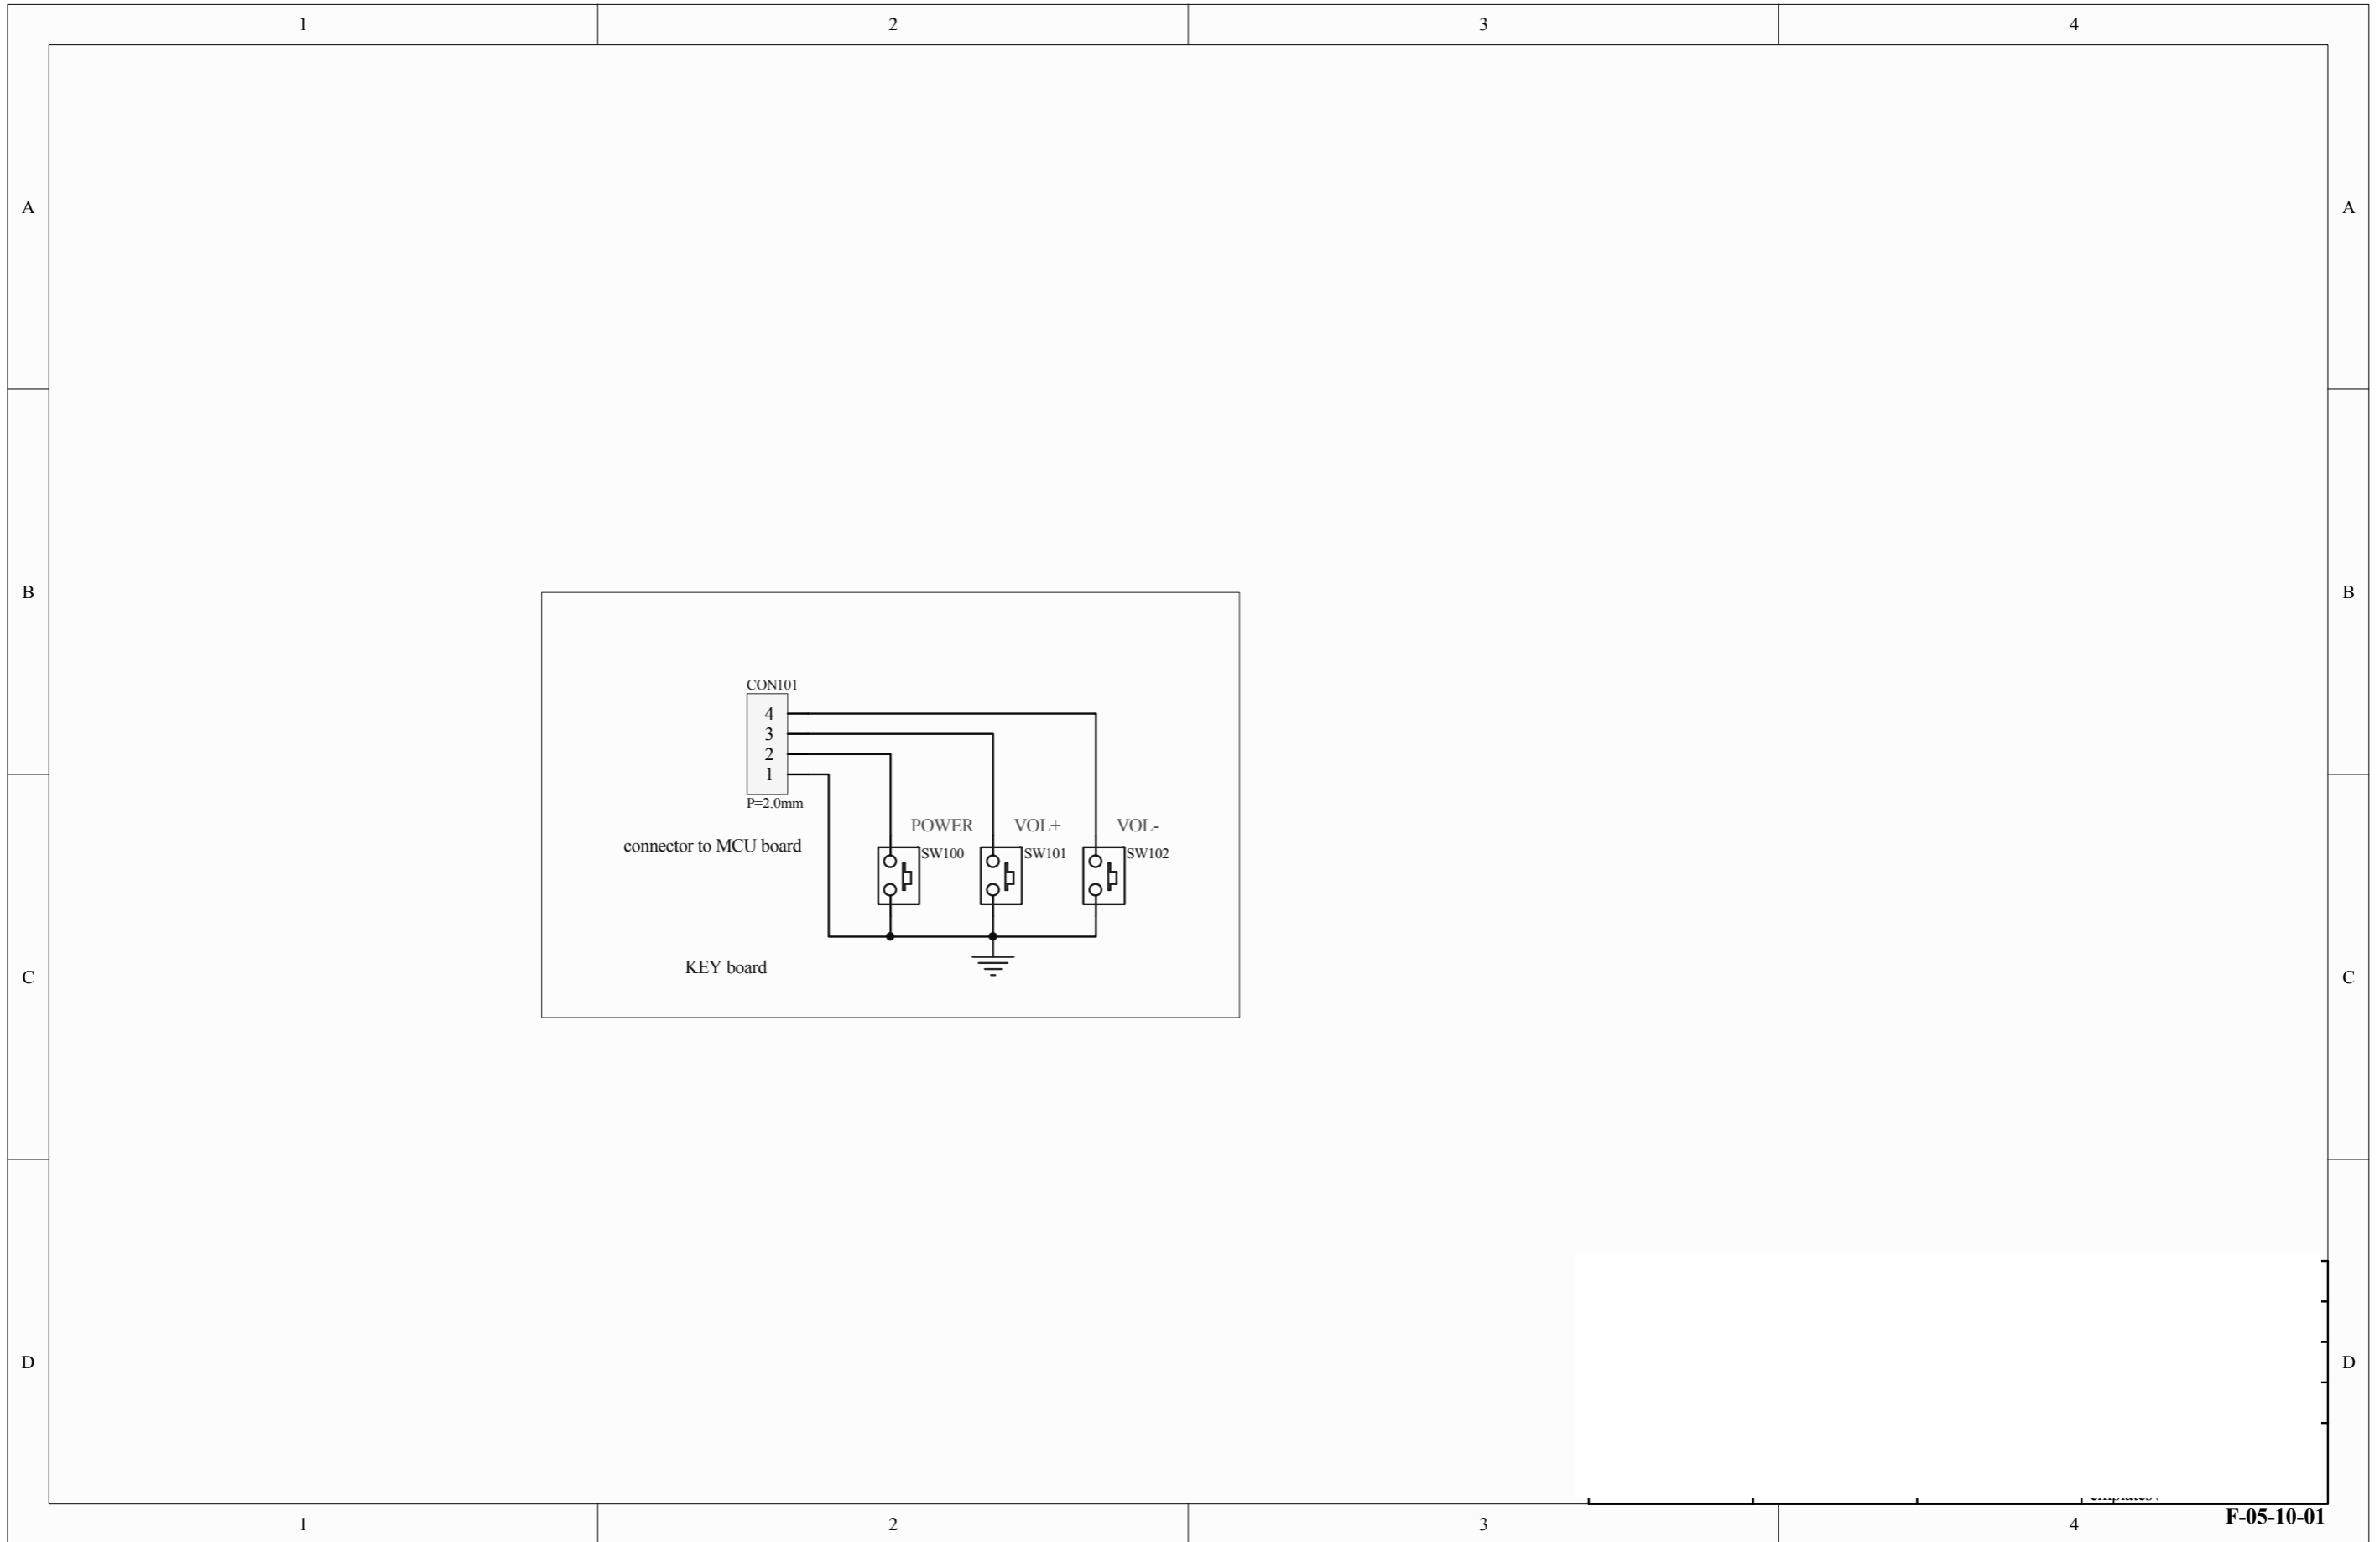 1 2 3 4
A A
B B
CON101
4
3
2
1
P=2.0mm
POWER VOL+ VOL-
connector to MCU board
SW100 SW101 SW102
KEY board
C C
D D
1 2 3 4
F-05-10-01